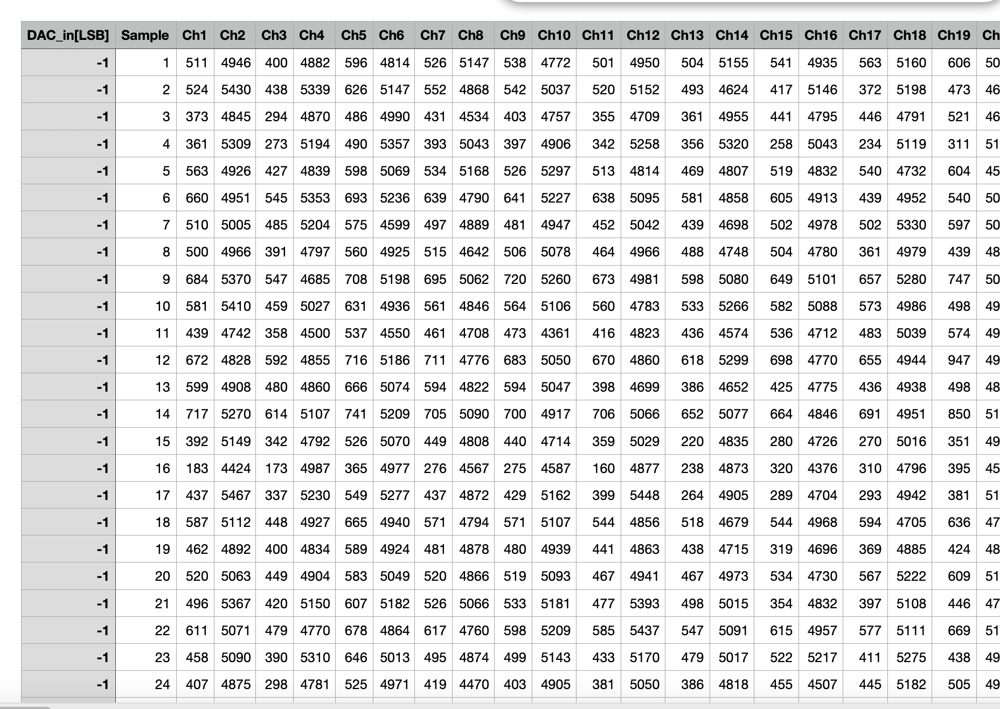 DAC_in[LSB] Sample Ch1 Ch2 Ch3 Ch4 Ch5 Ch6 Ch7 Ch8 Ch9 Ch10 Ch11 Ch12 Ch13 Ch14 Ch15 Ch16 Ch17 Ch18 Ch19 Ch
-1 1 511 4946 400 4882 596 4814 526 5147 538 4772 501 4950 504 5155 541 4935 563 5160 606 50
-1 2 524 5430 438 5339 626 5147 552 4868 542 5037 520 5152 493 4624 417 5146 372 5198 473 46
-1 3 373 4845 294 4870 486 4990 431 4534 403 4757 355 4709 361 4955 441 4795 446 4791 521 46
-1 4 361 5309 273 5194 490 5357 393 5043 397 4906 342 5258 356 5320 258 5043 234 5119 311 51
-1 5 563 4926 427 4839 598 5069 534 5168 526 5297 513 4814 469 4807 519 4832 540 4732 604 45
-1 6 660 4951 545 5353 693 5236 639 4790 641 5227 638 5095 581 4858 605 4913 439 4952 540 50
-1 7 510 5005 485 5204 575 4599 497 4889 481 4947 452 5042 439 4698 502 4978 502 5330 597 50
-1 8 500 4966 391 4797 560 4925 515 4642 506 5078 464 4966 488 4748 504 4780 361 4979 439 48
-1 9 684 5370 547 4685 708 5198 695 5062 720 5260 673 4981 598 5080 649 5101 657 5280 747 50
-1 10 581 5410 459 5027 631 4936 561 4846 564 5106 560 4783 533 5266 582 5088 573 4986 498 49
-1 11 439 4742 358 4500 537 4550 461 4708 473 4361 416 4823 436 4574 536 4712 483 5039 574 49
-1 12 672 4828 592 4855 716 5186 711 4776 683 5050 670 4860 618 5299 698 4770 655 4944 947 49
-1 13 599 4908 480 4860 666 5074 594 4822 594 5047 398 4699 386 4652 425 4775 436 4938 498 48
-1 14 717 5270 614 5107 741 5209 705 5090 700 4917 706 5066 652 5077 664 4846 691 4951 850 51
-1 15 392 5149 342 4792 526 5070 449 4808 440 4714 359 5029 220 4835 280 4726 270 5016 351 49
-1 16 183 4424 173 4987 365 4977 276 4567 275 4587 160 4877 238 4873 320 4376 310 4796 395 45
-1 17 437 5467 337 5230 549 5277 437 4872 429 5162 399 5448 264 4905 289 4704 293 4942 381 51
-1 18 587 5112 448 4927 665 4940 571 4794 571 5107 544 4856 518 4679 544 4968 594 4705 636 47
-1 19 462 4892 400 4834 589 4924 481 4878 480 4939 441 4863 438 4715 319 4696 369 4885 424 48
-1 20 520 5063 449 4904 583 5049 520 4866 519 5093 467 4941 467 4973 534 4730 567 5222 609 51
-1 21 496 5367 420 5150 607 5182 526 5066 533 5181 477 5393 498 5015 354 4832 397 5108 446 47
-1 22 611 5071 479 4770 678 4864 617 4760 598 5209 585 5437 547 5091 615 4957 577 5111 669 51
-1 23 458 5090 390 5310 646 5013 495 4874 499 5143 433 5170 479 5017 522 5217 411 5275 438 49
-1 24 407 4875 298 4781 525 4971 419 4470 403 4905 381 5050 386 4818 455 4507 445 5182 505 49